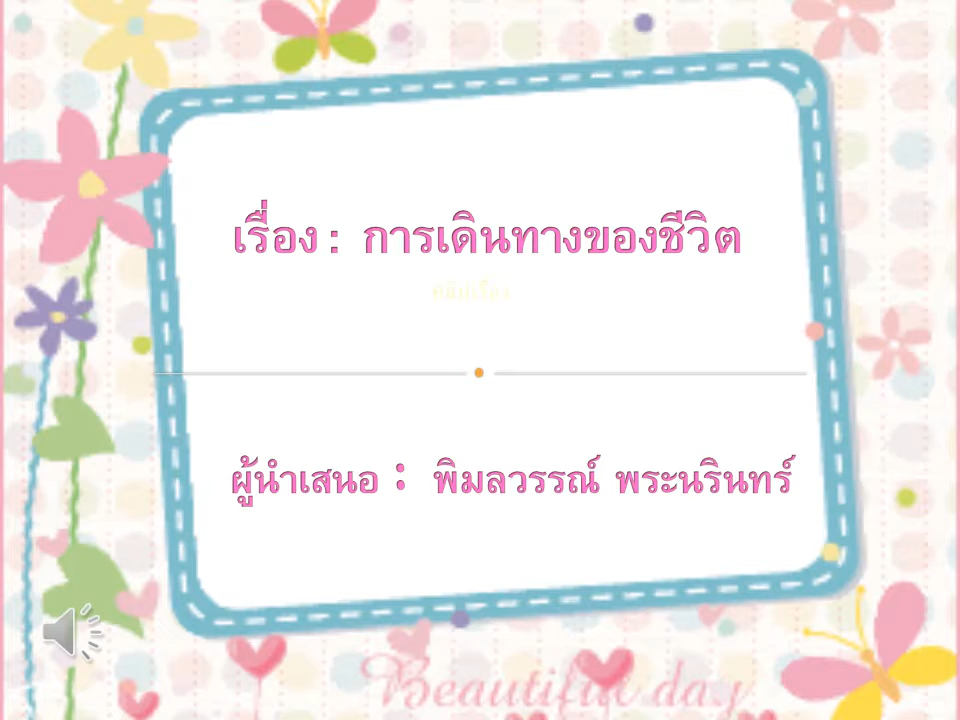 เรื่อง : การเดินทางของชีวิต
ผู้นำเสนอ : พิมลวรรณ์ พระนรินทร์
Beautiful day